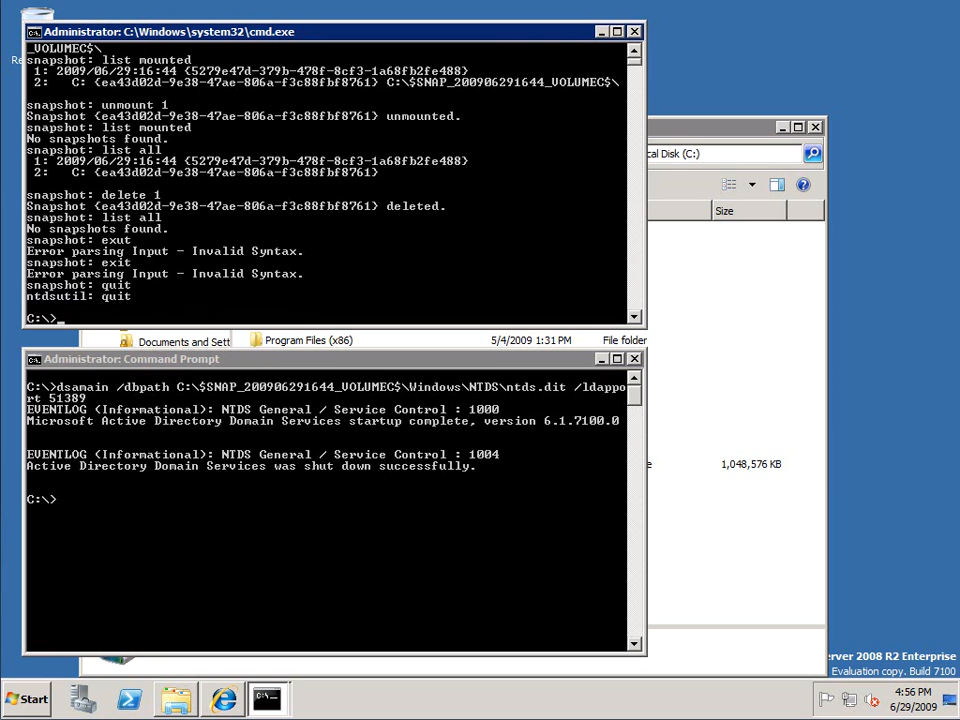 Administrator: C:\Windows\system32\cmd.exe
_VOLUMEC$\
snapshot: list mounted
1: 2009/06/29:16:44 {5279e47d-379b-478f-8cf3-1a68fb2fe488}
2: C: {ea43d02d-9e38-47ae-806a-f3c88fbf8761} C:\$SNAP_200906291644_VOLUMEC$\
snapshot: unmount 1
Snapshot {ea43d02d-9e38-47ae-806a-f3c88fbf8761} unmounted.
snapshot: list mounted
No snapshots found.
snapshot: list all
1: 2009/06/29:16:44 {5279e47d-379b-478f-8cf3-1a68fb2fe488}
2: C: {ea43d02d-9e38-47ae-806a-f3c88fbf8761}
snapshot: delete 1
Snapshot {ea43d02d-9e38-47ae-806a-f3c88fbf8761} deleted.
snapshot: list all
No snapshots found.
snapshot: exut
Error parsing Input - Invalid Syntax.
snapshot: exit
Error parsing Input - Invalid Syntax.
snapshot: quit
ntdsutil: quit
C:\>_
Re
cal Disk (C:)
Size
Documents and Sett
Program Files (x86) 5/4/2009 1:31 PM File folder
Administrator: Command Prompt
C:\>dsamain /dbpath C:\$SNAP_200906291644_VOLUMEC$\Windows\NTDS\ntds.dit /ldappo
rt 51389
EVENTLOG (Informational): NTDS General / Service Control : 1000
Microsoft Active Directory Domain Services startup complete, version 6.1.7100.0
EVENTLOG (Informational): NTDS General / Service Control : 1004
Active Directory Domain Services was shut down successfully.
C:\>
e 1,048,576 KB
erver 2008 R2 Enterprise
Evaluation copy. Build 7100
Start
C:\
4:56 PM
6/29/2009